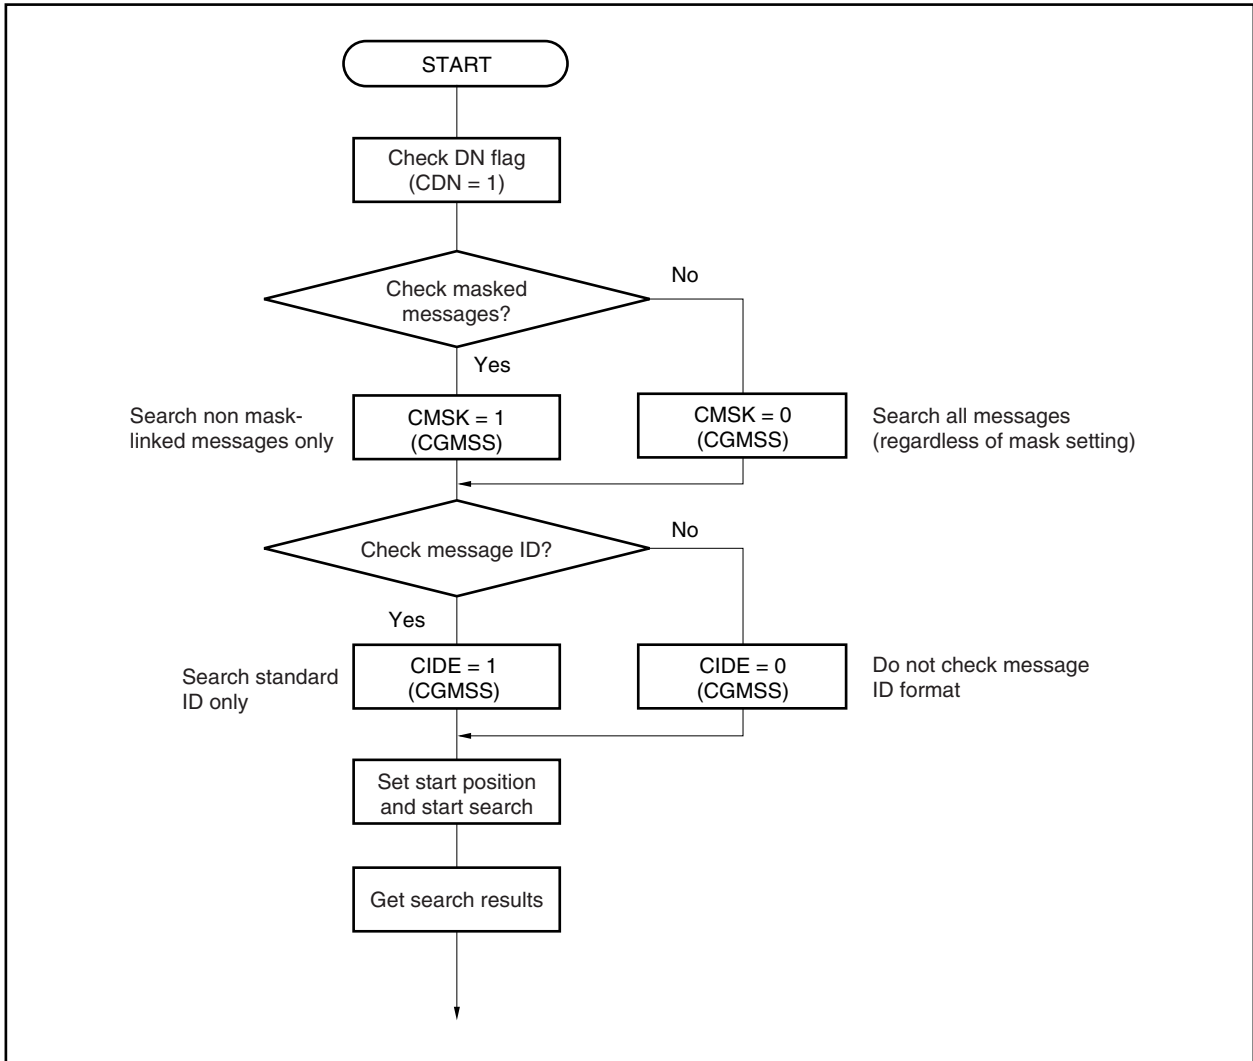 START
Check DN flag
(CDN = 1)
Check masked
messages?
No
Yes
Search non mask-
linked messages only
CMSK = 1
(CGMSS)
CMSK = 0
(CGMSS)
Search all messages
(regardless of mask setting)
Check message ID?
No
Yes
Search standard
ID only
CIDE = 1
(CGMSS)
CIDE = 0
(CGMSS)
Do not check message
ID format
Set start position
and start search
Get search results